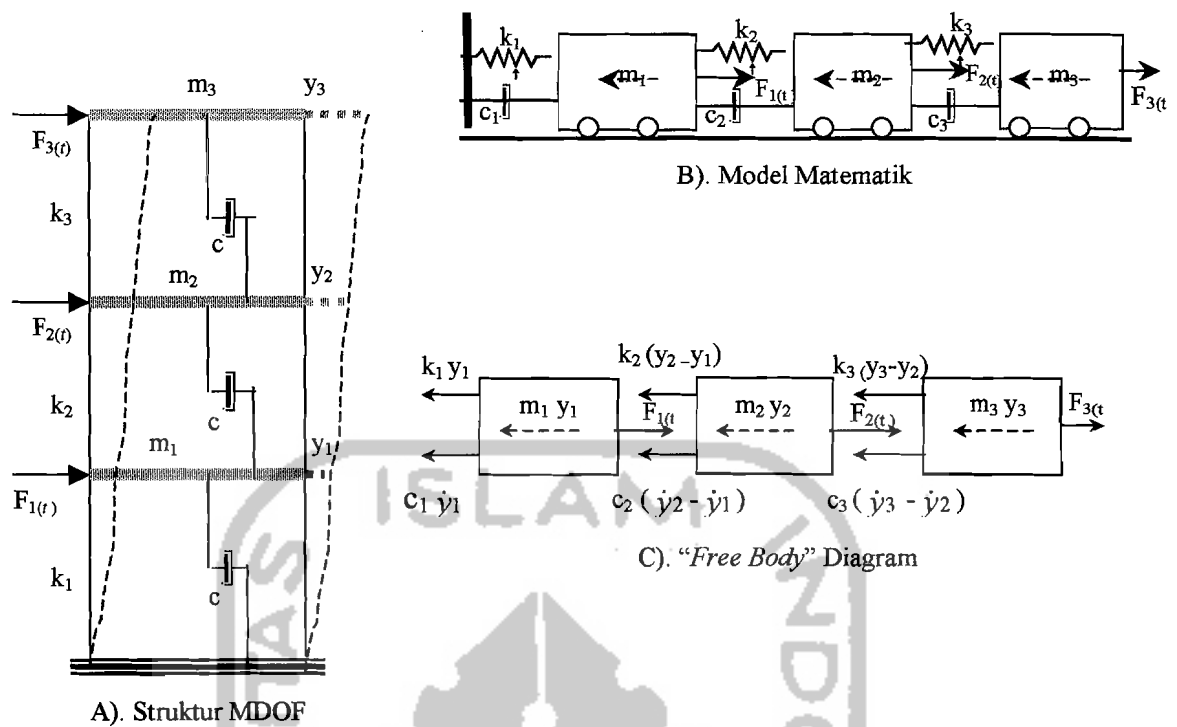 m₃ y₃
F₃₍t₎
k₃
c
m₂ y₂
F₂₍t₎
k₂
c
m₁ y₁
F₁₍t₎
k₁
c
A). Struktur MDOF
k₁ k₂ k₃
m₁ m₂ m₃
F₁₍t F₂₍t₎ F₃₍t
c₁ c₂ c₃
B). Model Matematik
k₁ y₁ k₂ (y₂ – y₁) k₃ (y₃-y₂)
m₁ y₁ F₁₍t m₂ y₂ F₂₍t₎ m₃ y₃ F₃₍t
c₁ ẏ₁ c₂ ( ẏ2 - ẏ1) c₃ ( ẏ3 - ẏ2)
C). “Free Body” Diagram
ISLAM
TAS
INDO